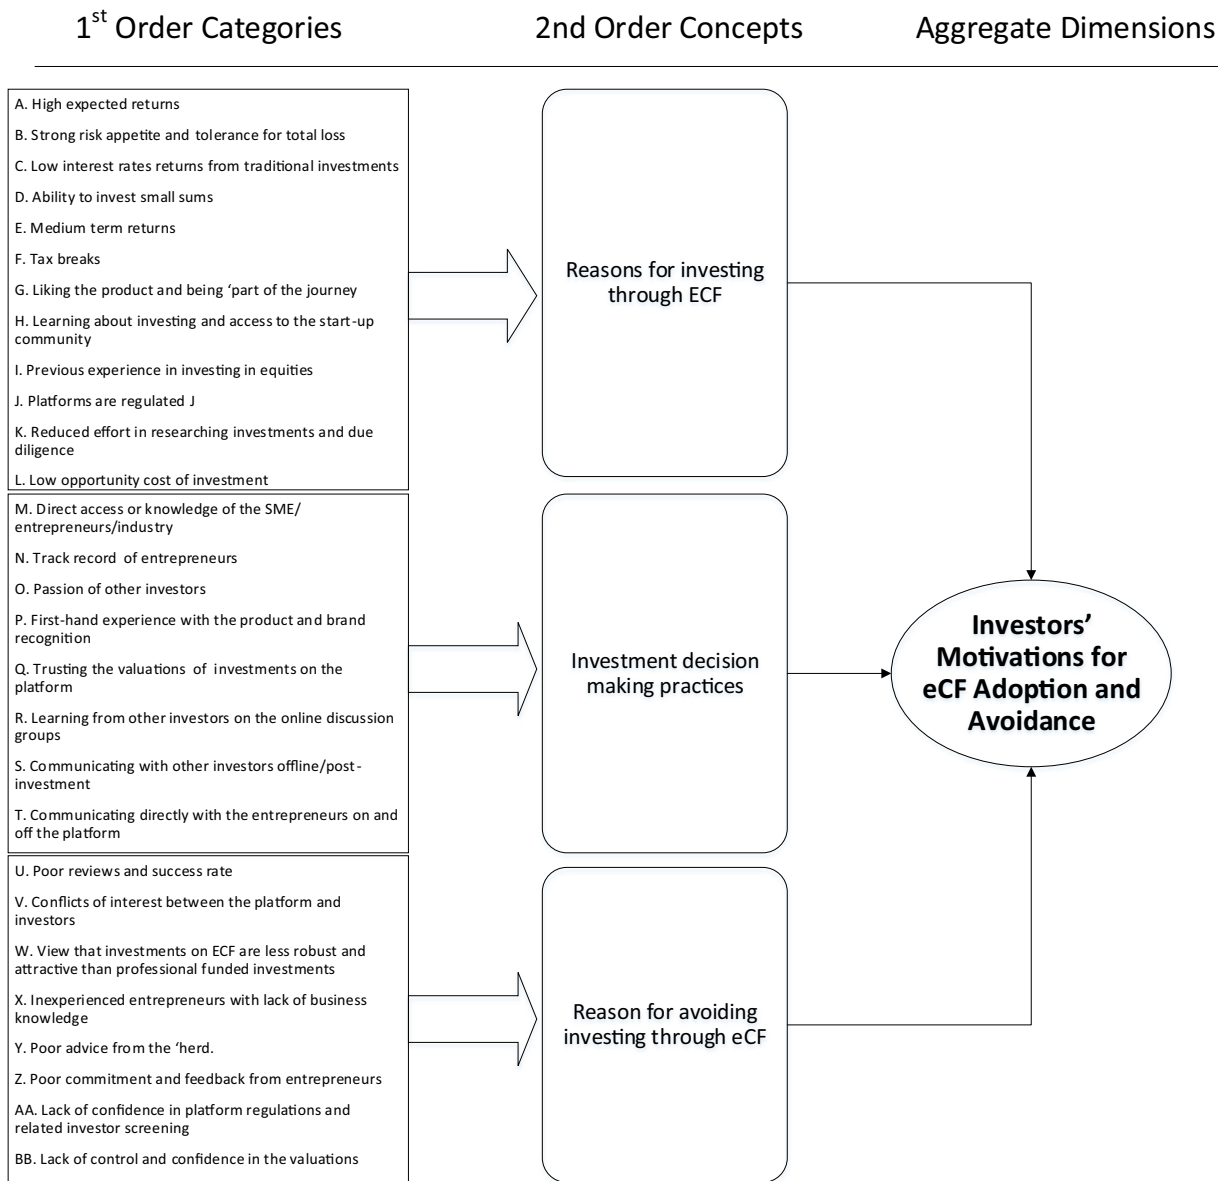 1st Order Categories
2nd Order Concepts
Aggregate Dimensions
A. High expected returns
B. Strong risk appetite and tolerance for total loss
C. Low interest rates returns from traditional investments
D. Ability to invest small sums
E. Medium term returns
F. Tax breaks
G. Liking the product and being ‘part of the journey
H. Learning about investing and access to the start-up
community
I. Previous experience in investing in equities
J. Platforms are regulated J
K. Reduced effort in researching investments and due
diligence
L. Low opportunity cost of investment
Reasons for investing
through ECF
M. Direct access or knowledge of the SME/
entrepreneurs/industry
N. Track record of entrepreneurs
O. Passion of other investors
P. First-hand experience with the product and brand
recognition
Q. Trusting the valuations of investments on the
platform
R. Learning from other investors on the online discussion
groups
S. Communicating with other investors offline/post-
investment
T. Communicating directly with the entrepreneurs on and
off the platform
Investment decision
making practices
U. Poor reviews and success rate
V. Conflicts of interest between the platform and
investors
W. View that investments on ECF are less robust and
attractive than professional funded investments
X. Inexperienced entrepreneurs with lack of business
knowledge
Y. Poor advice from the ‘herd.
Z. Poor commitment and feedback from entrepreneurs
AA. Lack of confidence in platform regulations and
related investor screening
BB. Lack of control and confidence in the valuations
Reason for avoiding
investing through eCF
Investors’
Motivations for
eCF Adoption and
Avoidance